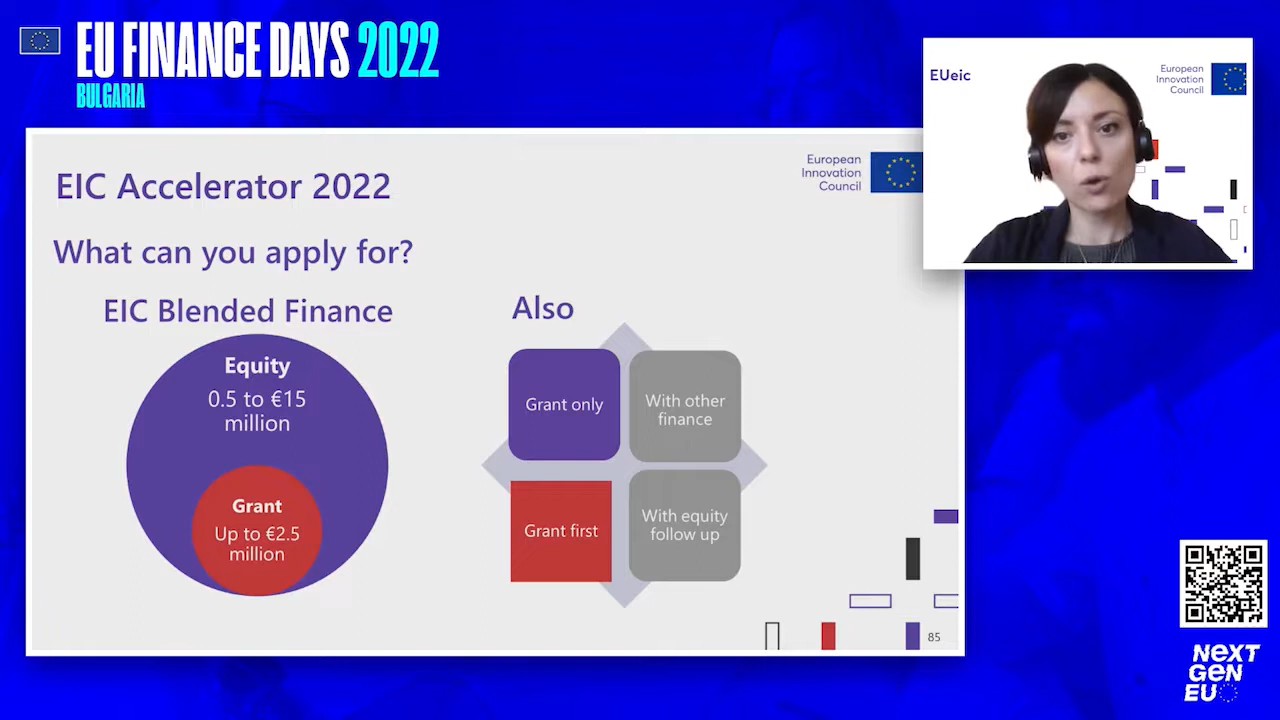 EU FINANCE DAYS 2022
BULGARIA
EUeic
European
Innovation
Council
European
Innovation
Council
EIC Accelerator 2022
What can you apply for?
EIC Blended Finance
Equity
0.5 to €15
million
Grant
Up to €2.5
million
Also
Grant only
With other
finance
Grant first
With equity
follow up
85
NEXT
GEN
EU